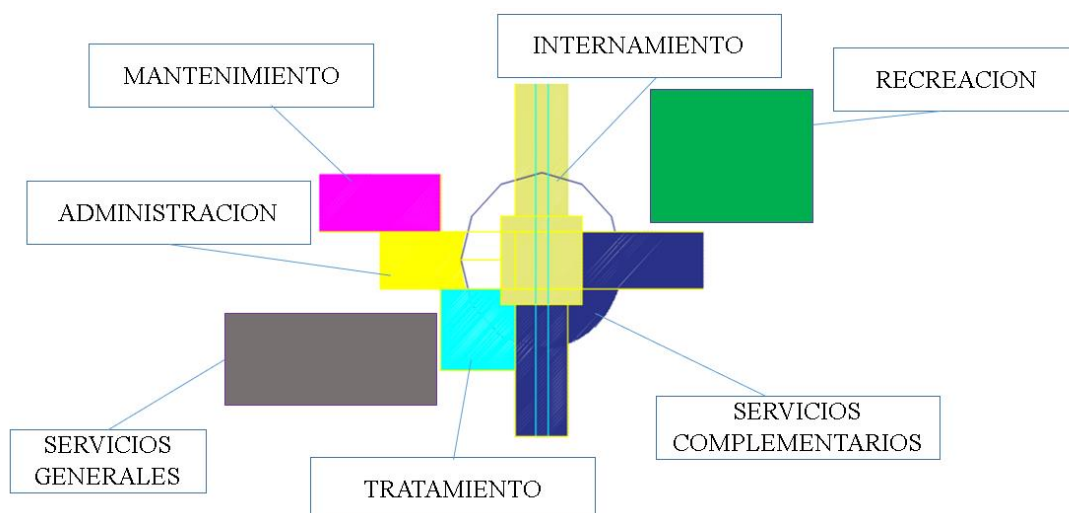 INTERNAMIENTO
MANTENIMIENTO
RECREACION
ADMINISTRACION
SERVICIOS
COMPLEMENTARIOS
SERVICIOS
GENERALES
TRATAMIENTO